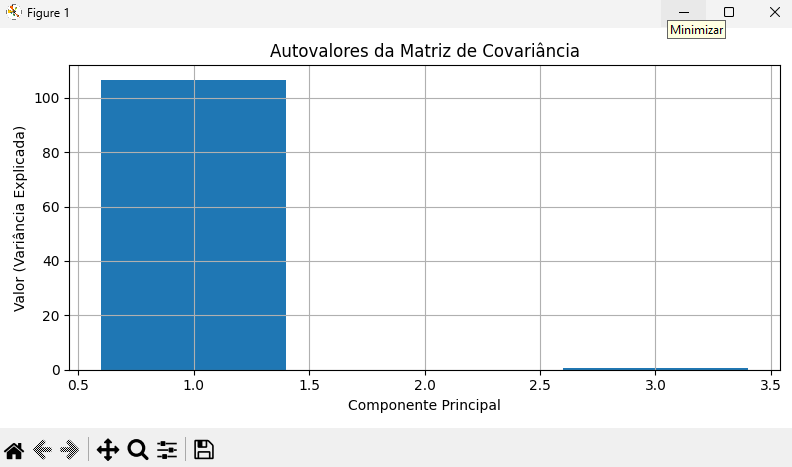 Figure 1
Minimizar
Autovalores da Matriz de Covariância
Valor (Variância Explicada)
100
80
60
40
20
0
0.5 1.0 1.5 2.0 2.5 3.0 3.5
Componente Principal